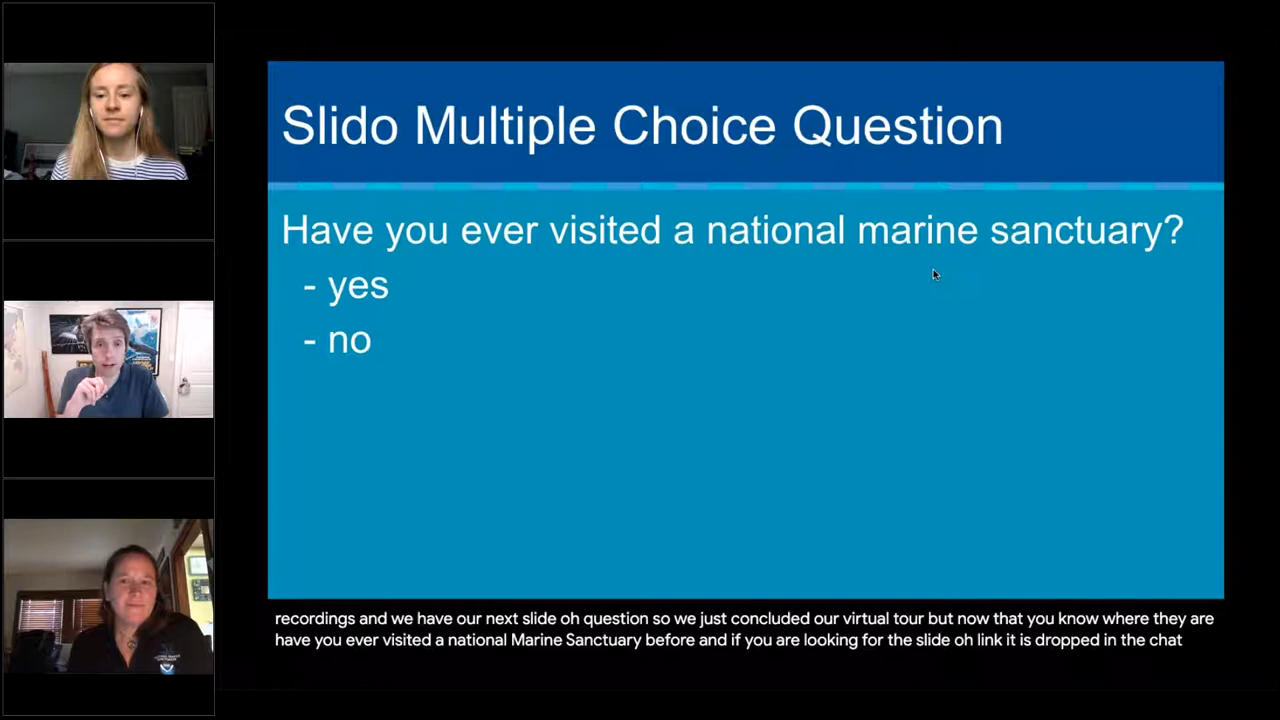 Slido Multiple Choice Question
Have you ever visited a national marine sanctuary?
- yes
- no
recordings and we have our next slide oh question so we just concluded our virtual tour but now that you know where they are
have you ever visited a national Marine Sanctuary before and if you are looking for the slide oh link it is dropped in the chat